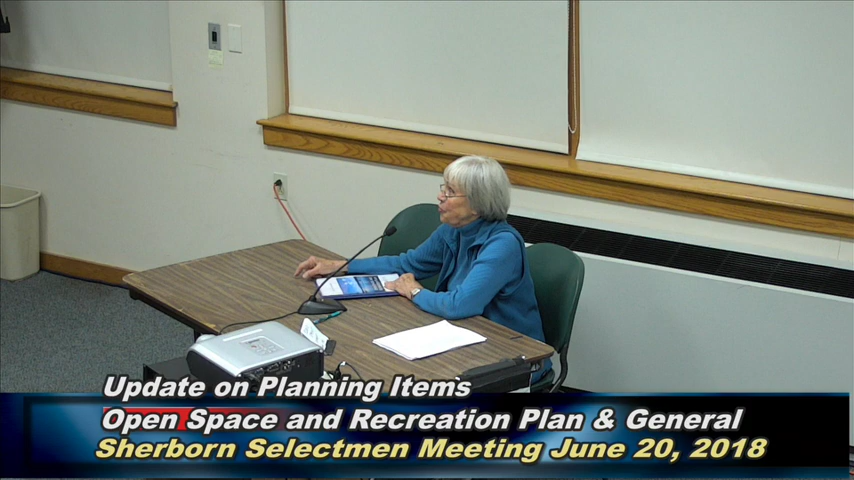 Update on Planning Items
Open Space and Recreation Plan & General
Sherborn Selectmen Meeting June 20, 2018